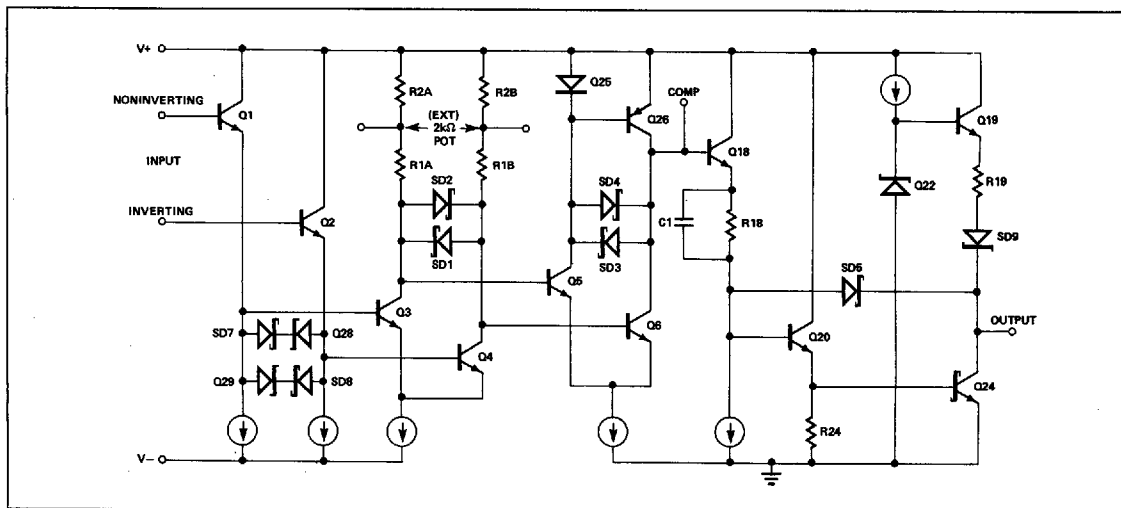 V+
NONINVERTING
INPUT
INVERTING
V−
Q1
Q2
R2A
R2B
(EXT)
2kΩ
POT
R1A
R1B
SD2
SD1
Q3
Q4
SD7
Q28
Q29
SD8
Q25
Q26
COMP
SD4
SD3
Q5
Q6
Q18
C1
R18
Q19
Q22
R19
SD9
SD5
OUTPUT
Q20
Q24
R24